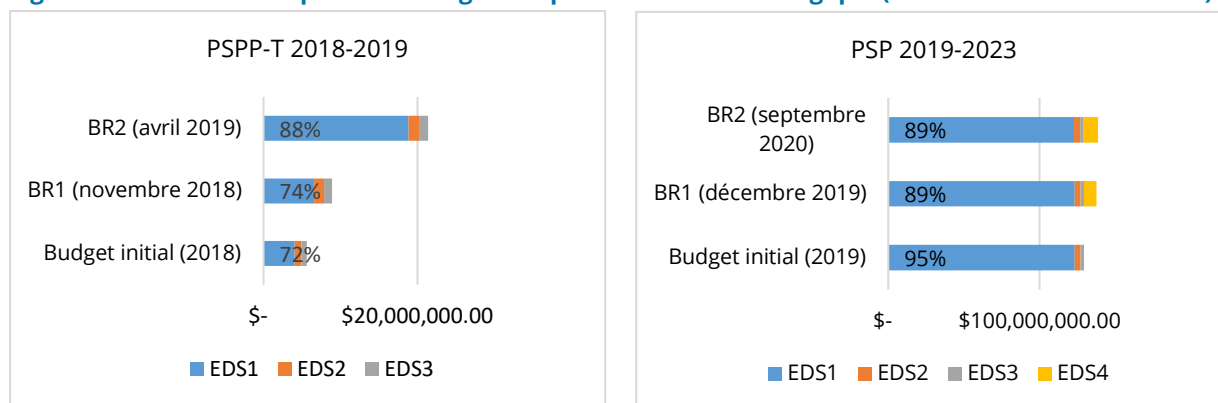 PSPP-T 2018-2019
BR2 (avril 2019)
88%
BR1 (novembre 2018)
74%
Budget initial (2018)
72%
$-
$20,000,000.00
EDS1
EDS2
EDS3
PSP 2019-2023
BR2 (septembre
2020)
89%
BR1 (décembre 2019)
89%
Budget initial (2019)
95%
$-
$100,000,000.00
EDS1
EDS2
EDS3
EDS4